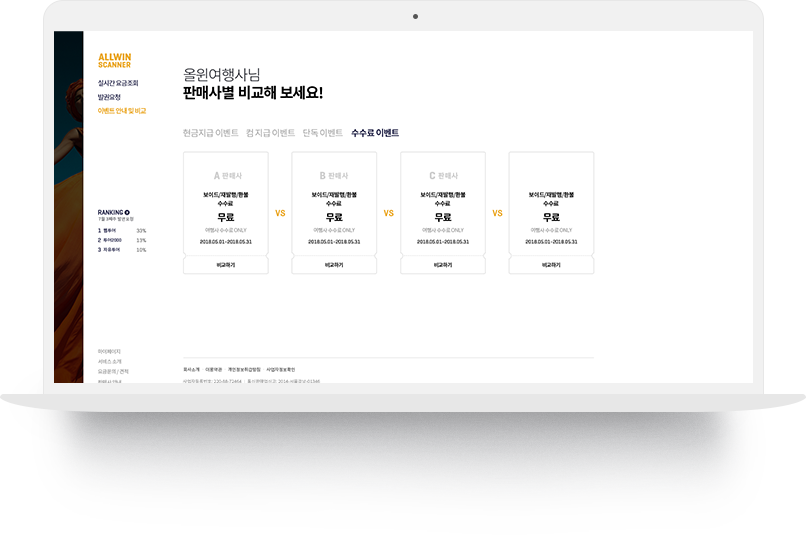 ALLWIN
SCANNER
실시간 요금조회
발권요청
이벤트 안내 및 비교
올윈여행사님
판매사별 비교해 보세요!
현금지급 이벤트 컵 지급 이벤트 단독 이벤트 수수료 이벤트
A 판매사
보이드/재발행/환불
수수료
무료
여행사 수수료 ONLY
2018.05.01~2018.05.31
비교하기
VS
B 판매사
보이드/재발행/환불
수수료
무료
여행사 수수료 ONLY
2018.05.01~2018.05.31
비교하기
VS
C 판매사
보이드/재발행/환불
수수료
무료
여행사 수수료 ONLY
2018.05.01~2018.05.31
비교하기
VS
보이드/재발행/환불
수수료
무료
여행사 수수료 ONLY
2018.05.01~2018.05.31
비교하기
RANKING
7월 3째주 발권요청
1 웹투어 33%
2 투어2000 13%
3 자유투어 10%
마이페이지
서비스 소개
요금문의 / 견적
회사소개 이용약관 개인정보취급방침 사업자정보확인